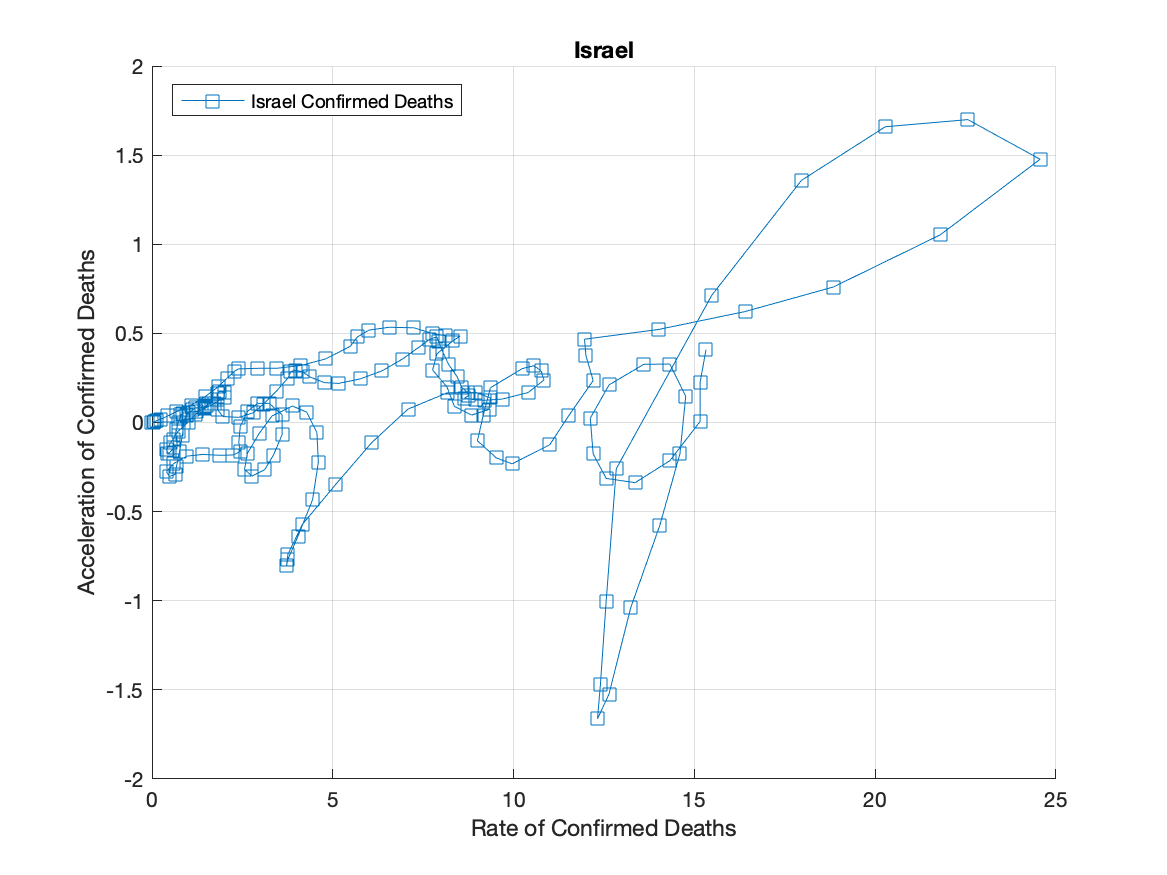 Israel
Israel Confirmed Deaths
2
1.5
1
0.5
0
-0.5
-1
-1.5
-2
Acceleration of Confirmed Deaths
0 5 10 15 20 25
Rate of Confirmed Deaths